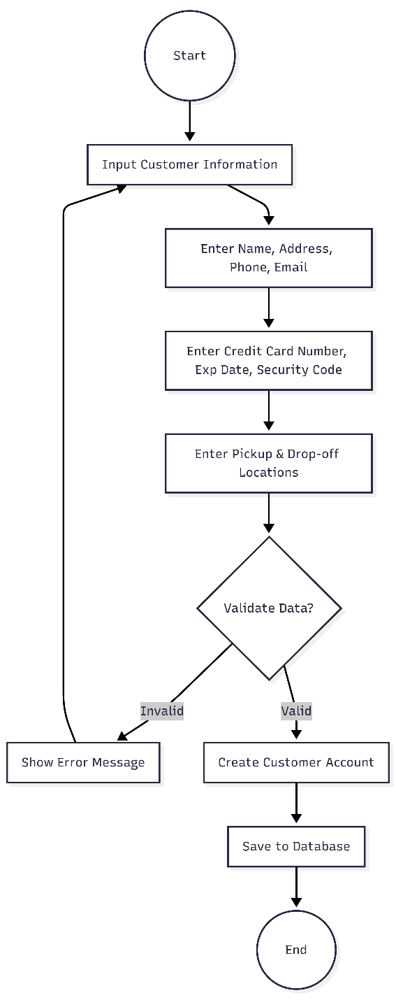 Start
Input Customer Information
Enter Name, Address,
Phone, Email
Enter Credit Card Number,
Exp Date, Security Code
Enter Pickup & Drop-off
Locations
Validate Data?
Invalid
Valid
Show Error Message
Create Customer Account
Save to Database
End